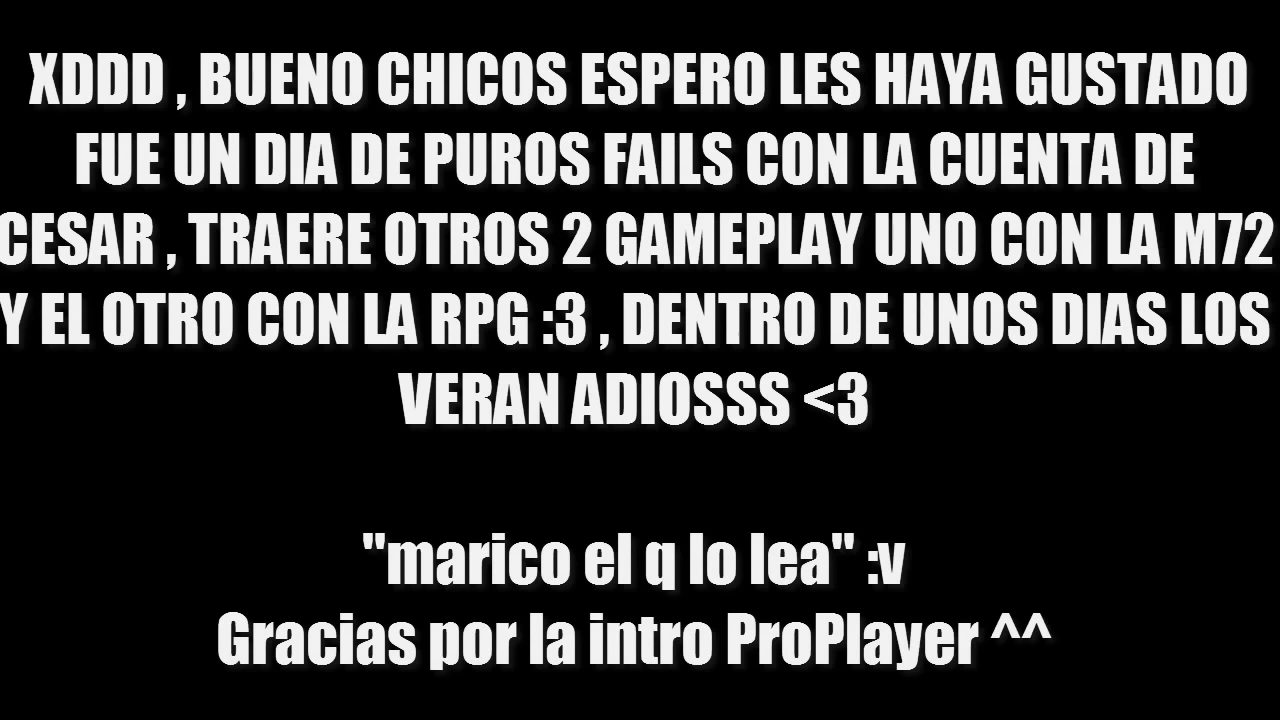 XDDD , BUENO CHICOS ESPERO LES HAYA GUSTADO
FUE UN DIA DE PUROS FAILS CON LA CUENTA DE
CESAR , TRAERE OTROS 2 GAMEPLAY UNO CON LA M72
Y EL OTRO CON LA RPG :3 , DENTRO DE UNOS DIAS LOS
VERAN ADIOSSS <3
"marico el q lo lea" :v
Gracias por la intro ProPlayer ^^